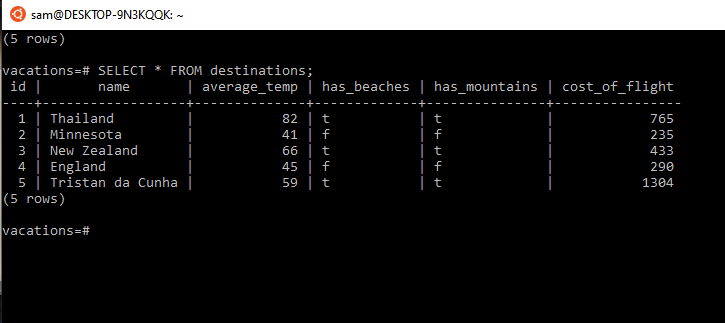 sam@DESKTOP-9N3KQQK: ~
(5 rows)
vacations=# SELECT * FROM destinations;
 id |       name       | average_temp | has_beaches | has_mountains | cost_of_flight
----+------------------+--------------+-------------+---------------+----------------
  1 | Thailand         |           82 | t           | t             |            765
  2 | Minnesota        |           41 | f           | f             |            235
  3 | New Zealand      |           66 | t           | t             |            433
  4 | England          |           45 | f           | f             |            290
  5 | Tristan da Cunha |           59 | t           | t             |           1304
(5 rows)
vacations=#